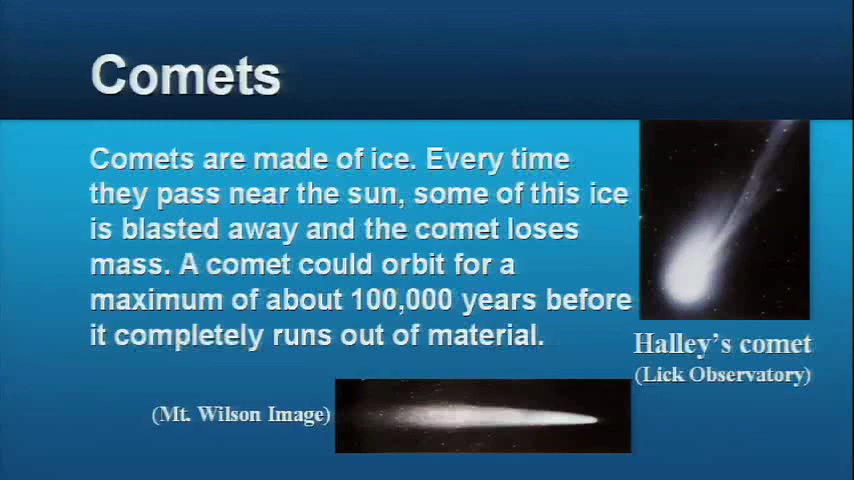 Comets
Comets are made of ice. Every time
they pass near the sun, some of this ice
is blasted away and the comet loses
mass. A comet could orbit for a
maximum of about 100,000 years before
it completely runs out of material.
Halley's comet
(Lick Observatory)
(Mt. Wilson Image)